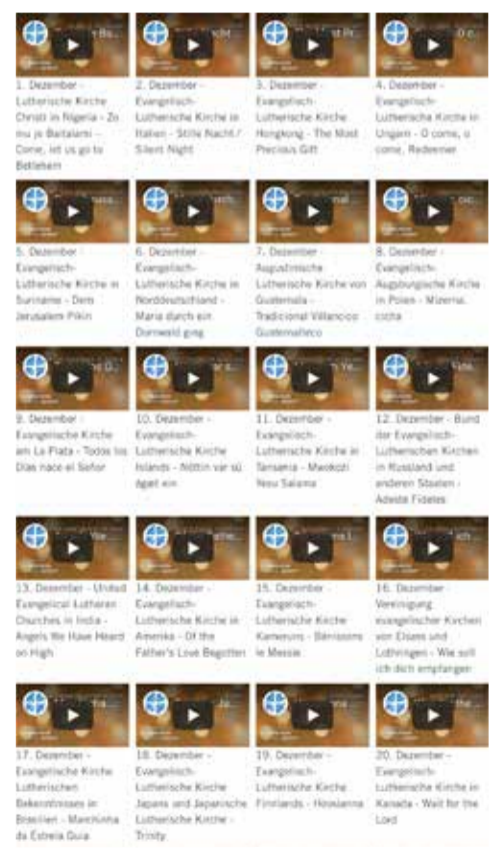 1. Dezember -
Lutherische Kirche
Christi in Nigeria - Zo
mu je Baitalami -
Come, let us go to
Betlehem
2. Dezember -
Evangelisch-
Lutherische Kirche in
Italien - Stille Nacht /
Silent Night
3. Dezember -
Evangelisch-
Lutherische Kirche
Hongkong - The Most
Precious Gift
4. Dezember -
Evangelisch-
Lutherische Kirche in
Ungarn - O come, o
come, Redeemer
5. Dezember -
Evangelisch-
Lutherische Kirche in
Suriname - Dem
Jerusalem Pikin
6. Dezember -
Evangelisch-
Lutherische Kirche in
Norddeutschland -
Maria durch ein
Dornwald ging
7. Dezember -
Augustinische
Lutherische Kirche von
Guatemala -
Tradicional Villancico
Guatemalteco
8. Dezember -
Evangelisch-
Augsburgische Kirche
in Polen - Mizerna,
cicha
9. Dezember -
Evangelische Kirche
am La Plata - Todos los
Días nace el Señor
10. Dezember -
Evangelisch-
Lutherische Kirche
Islands - Nóttin var sú
ágæt ein
11. Dezember -
Evangelisch-
Lutherische Kirche in
Tansania - Mwokozi
Yesu Salama
12. Dezember - Bund
der Evangelisch-
Lutherischen Kirchen
in Russland und
anderen Staaten -
Adeste Fideles
13. Dezember - United
Evangelical Lutheran
Churches in India -
Angels We Have Heard
on High
14. Dezember -
Evangelisch-
Lutherische Kirche in
Amerika - Of the
Father's Love Begotten
15. Dezember -
Evangelisch-
Lutherische Kirche
Kameruns - Bénissons
le Messie
16. Dezember -
Vereinigung
evangelischer Kirchen
von Elsass und
Lothringen - Wie soll
ich dich empfangen
17. Dezember -
Evangelische Kirche
Lutherischen
Bekenntnisses in
Brasilien - Marchinha
da Estrela Guia
18. Dezember -
Evangelisch-
Lutherische Kirche
Japans und Japanische
Lutherische Kirche -
Trinity
19. Dezember -
Evangelisch-
Lutherische Kirche
Finnlands - Hoosianna
20. Dezember -
Evangelisch-
Lutherische Kirche in
Kanada - Wait for the
Lord